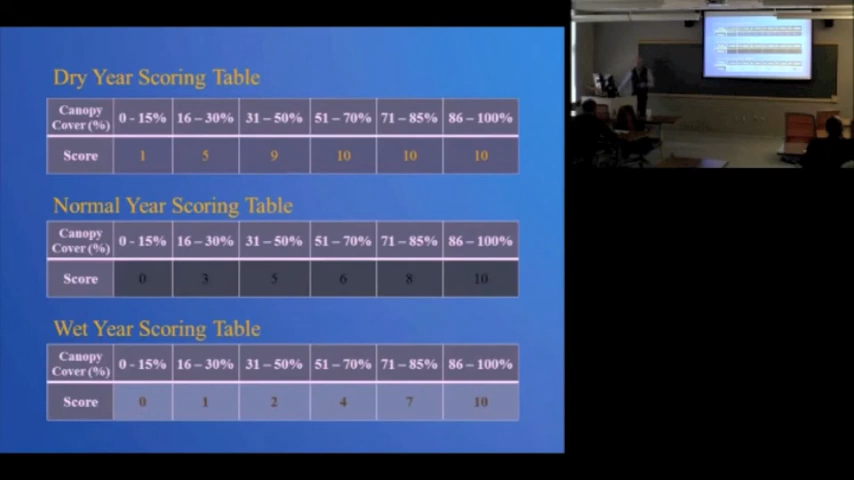 Dry Year Scoring Table
Canopy Cover (%) 0 - 15% 16 – 30% 31 – 50% 51 – 70% 71 – 85% 86 – 100%
Score 1 5 9 10 10 10
Normal Year Scoring Table
Canopy Cover (%) 0 - 15% 16 – 30% 31 – 50% 51 – 70% 71 – 85% 86 – 100%
Score 0 3 5 6 8 10
Wet Year Scoring Table
Canopy Cover (%) 0 - 15% 16 – 30% 31 – 50% 51 – 70% 71 – 85% 86 – 100%
Score 0 1 2 4 7 10